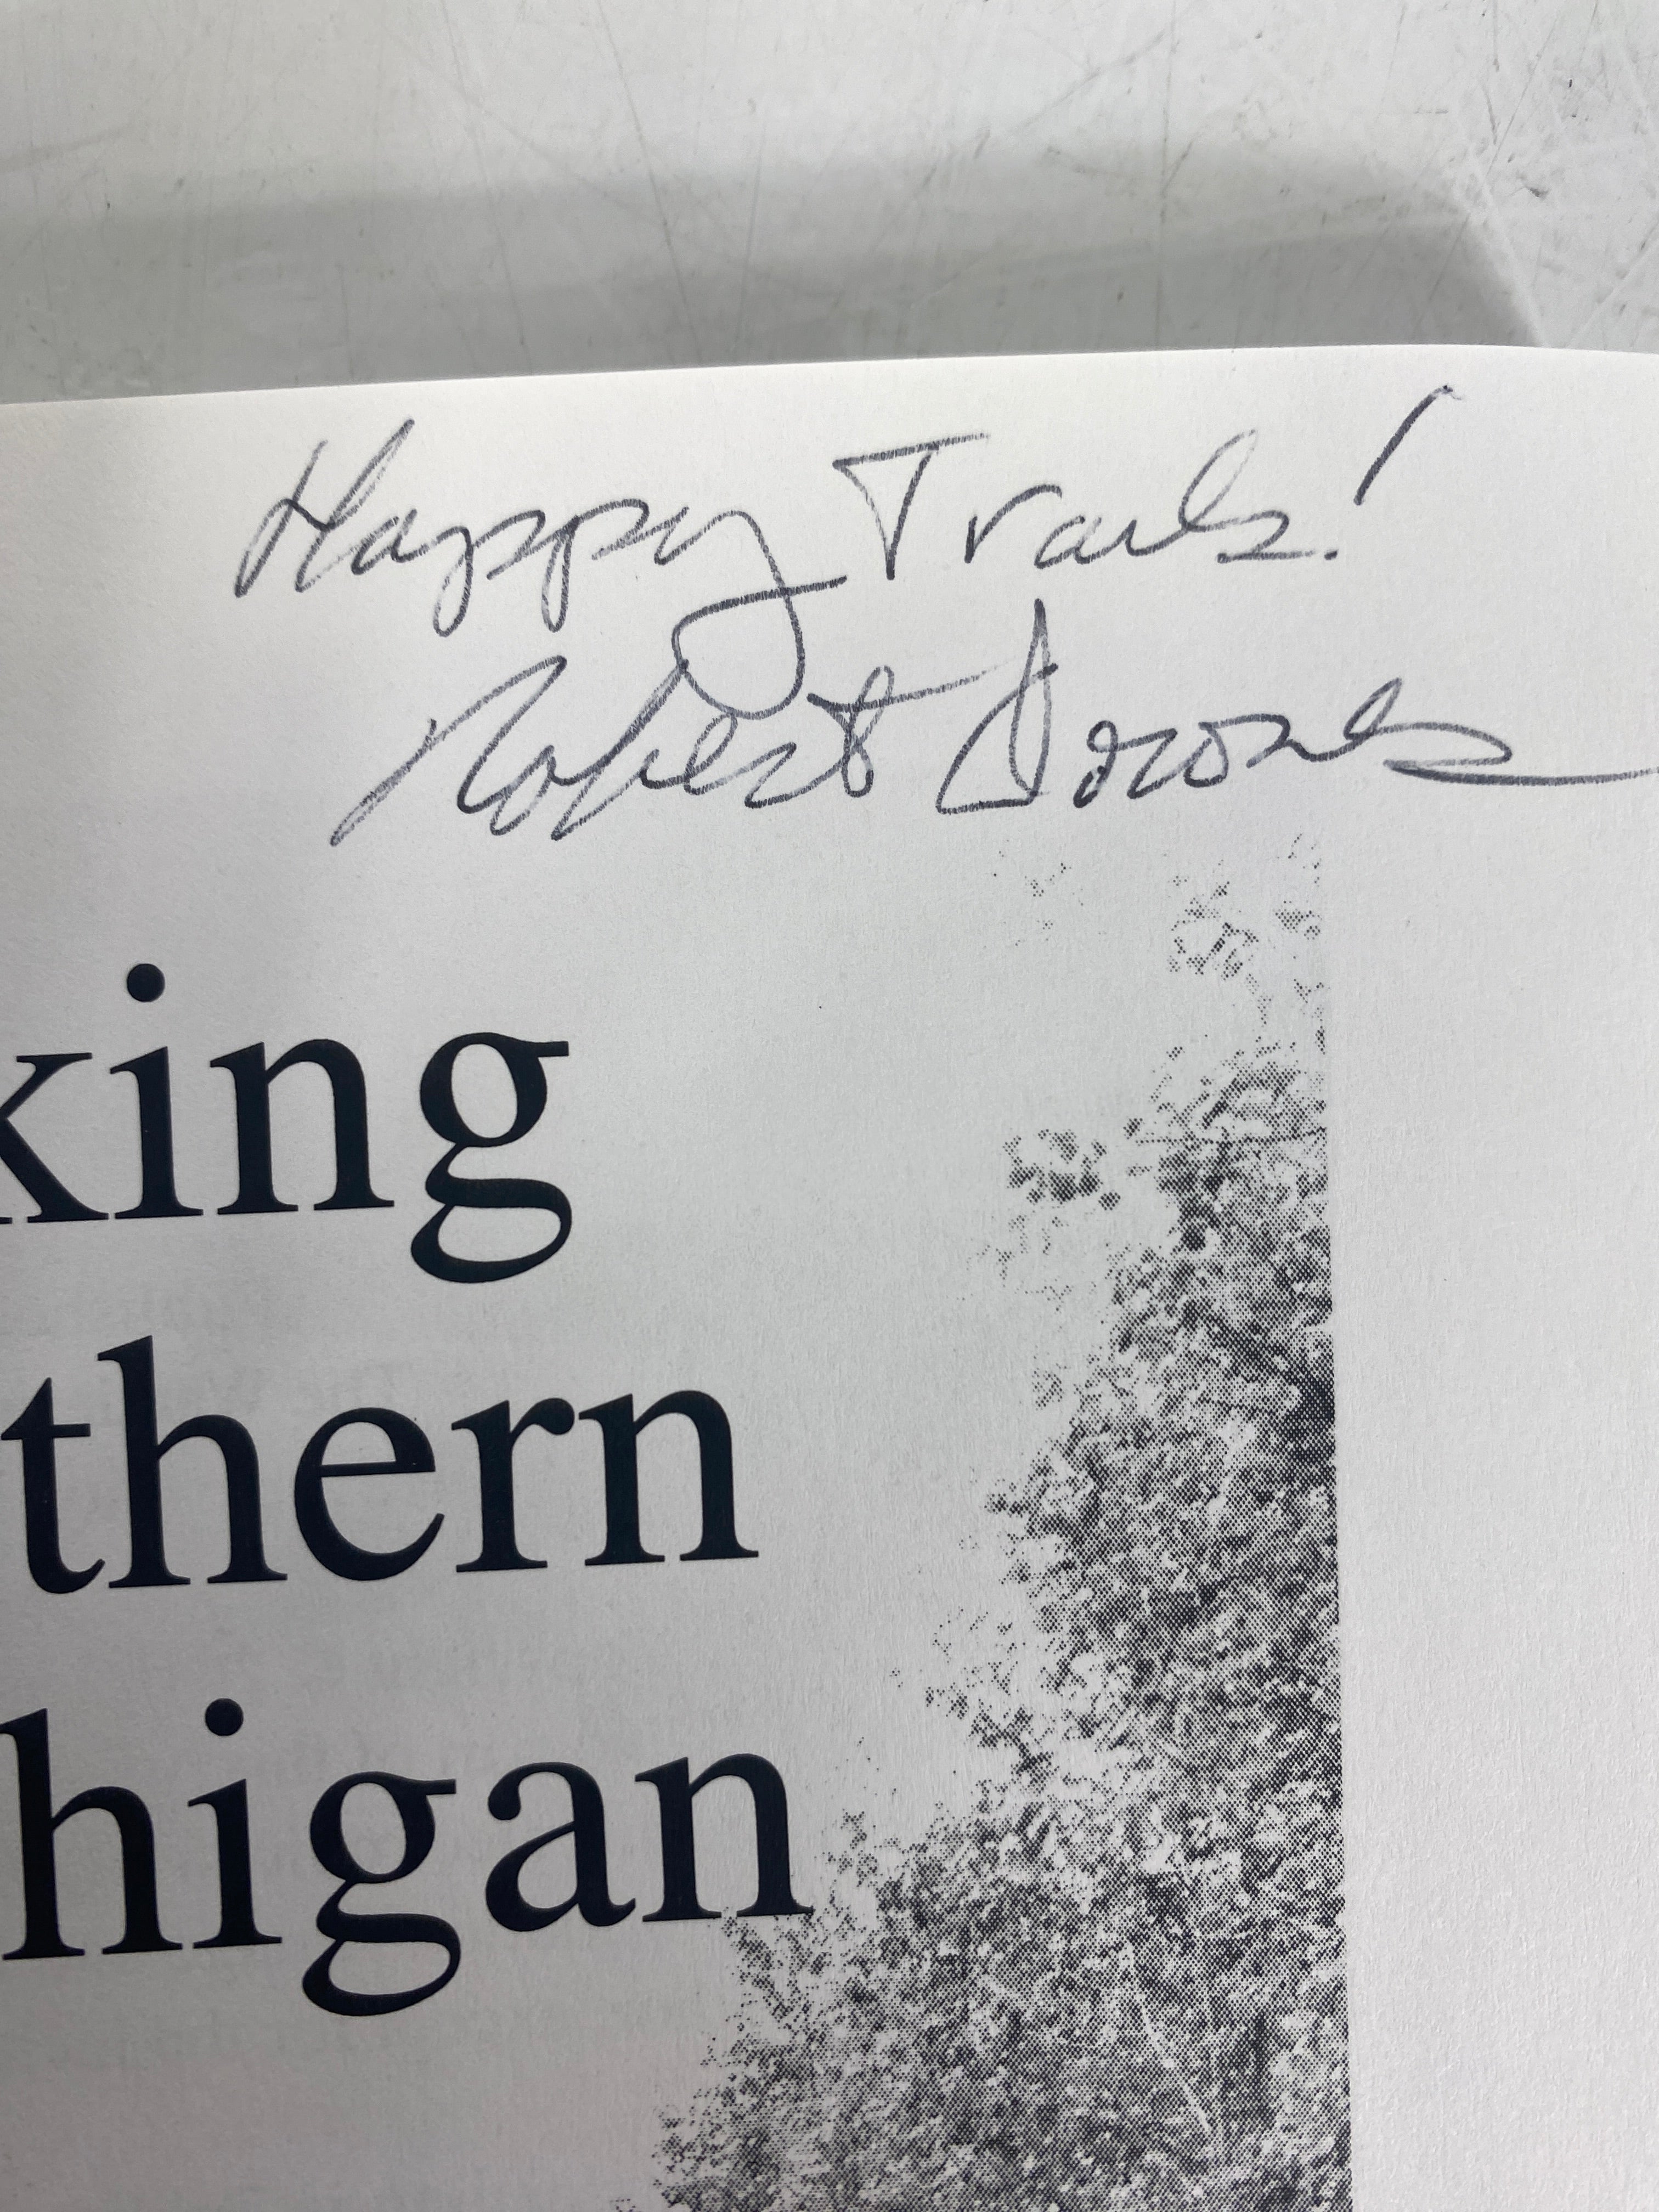 Happy Trails!
Robert
king
thern
higan